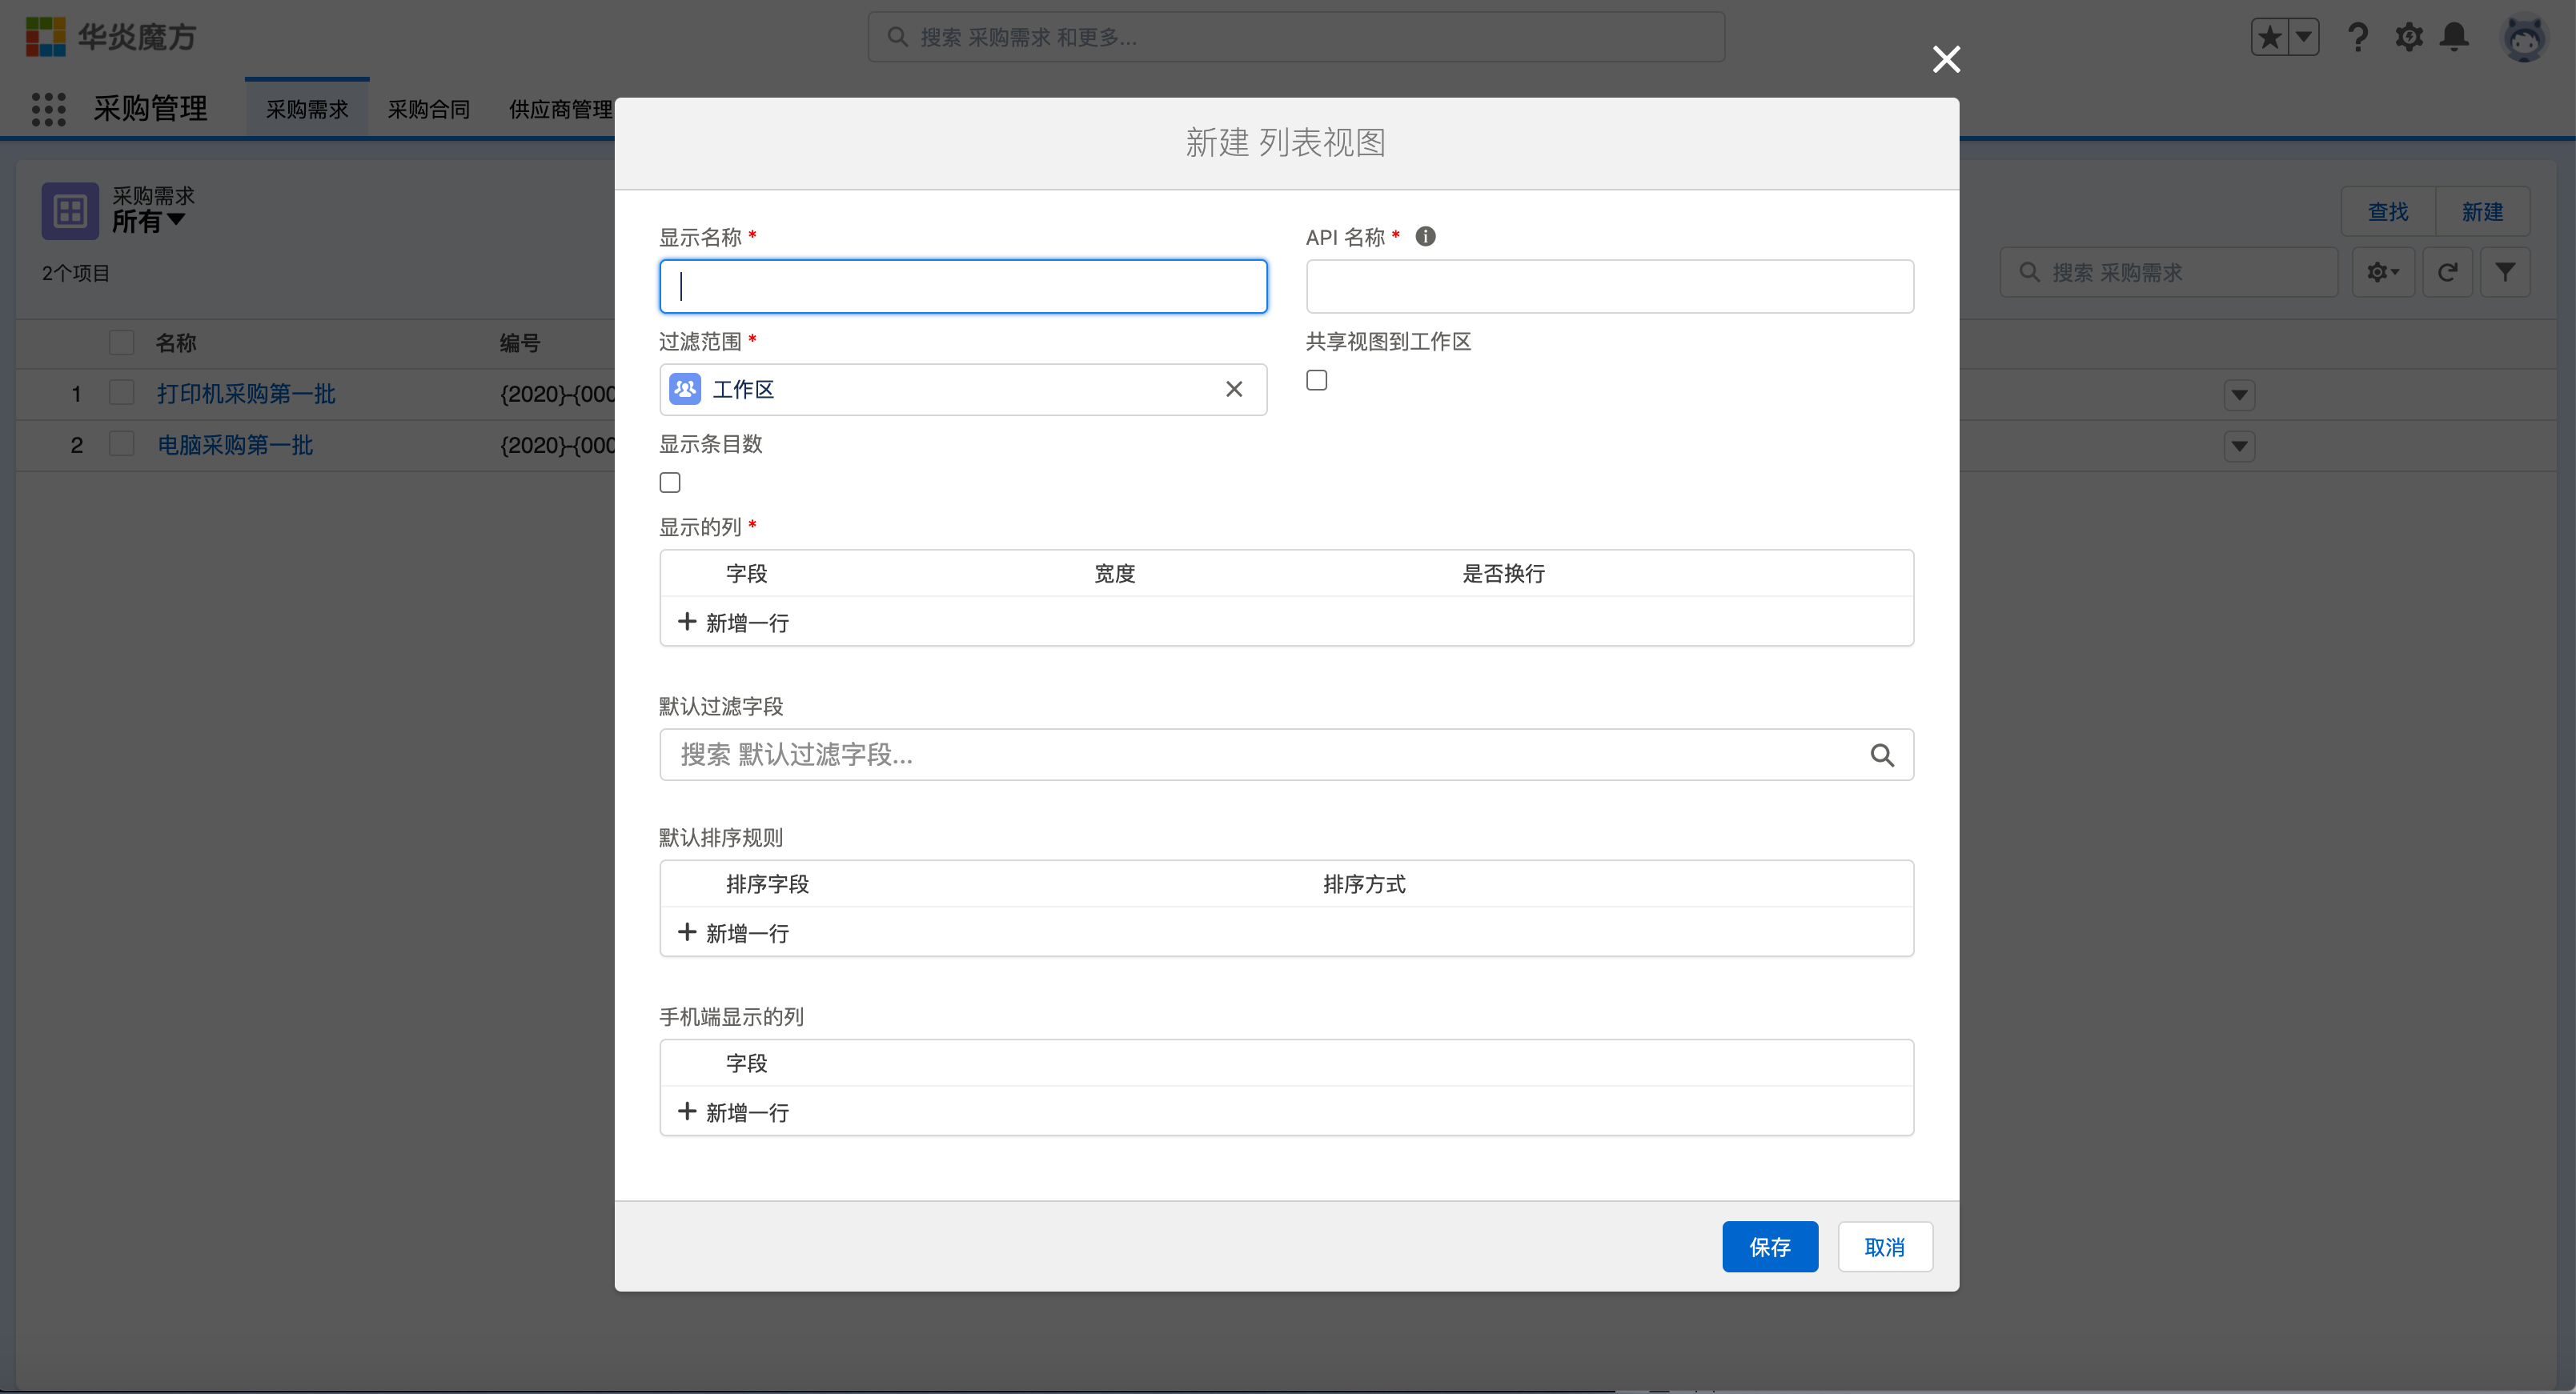 华炎魔方
搜索 采购需求 和更多...
采购管理
采购需求
采购合同
供应商管理
采购需求
所有
2个项目
查找
新建
搜索 采购需求
名称
编号
1
打印机采购第一批
{2020}-{000
2
电脑采购第一批
{2020}-{000
新建 列表视图
显示名称 *
API 名称 *
过滤范围 *
共享视图到工作区
工作区
显示条目数
显示的列 *
字段
宽度
是否换行
新增一行
默认过滤字段
搜索 默认过滤字段...
默认排序规则
排序字段
排序方式
新增一行
手机端显示的列
字段
新增一行
保存
取消